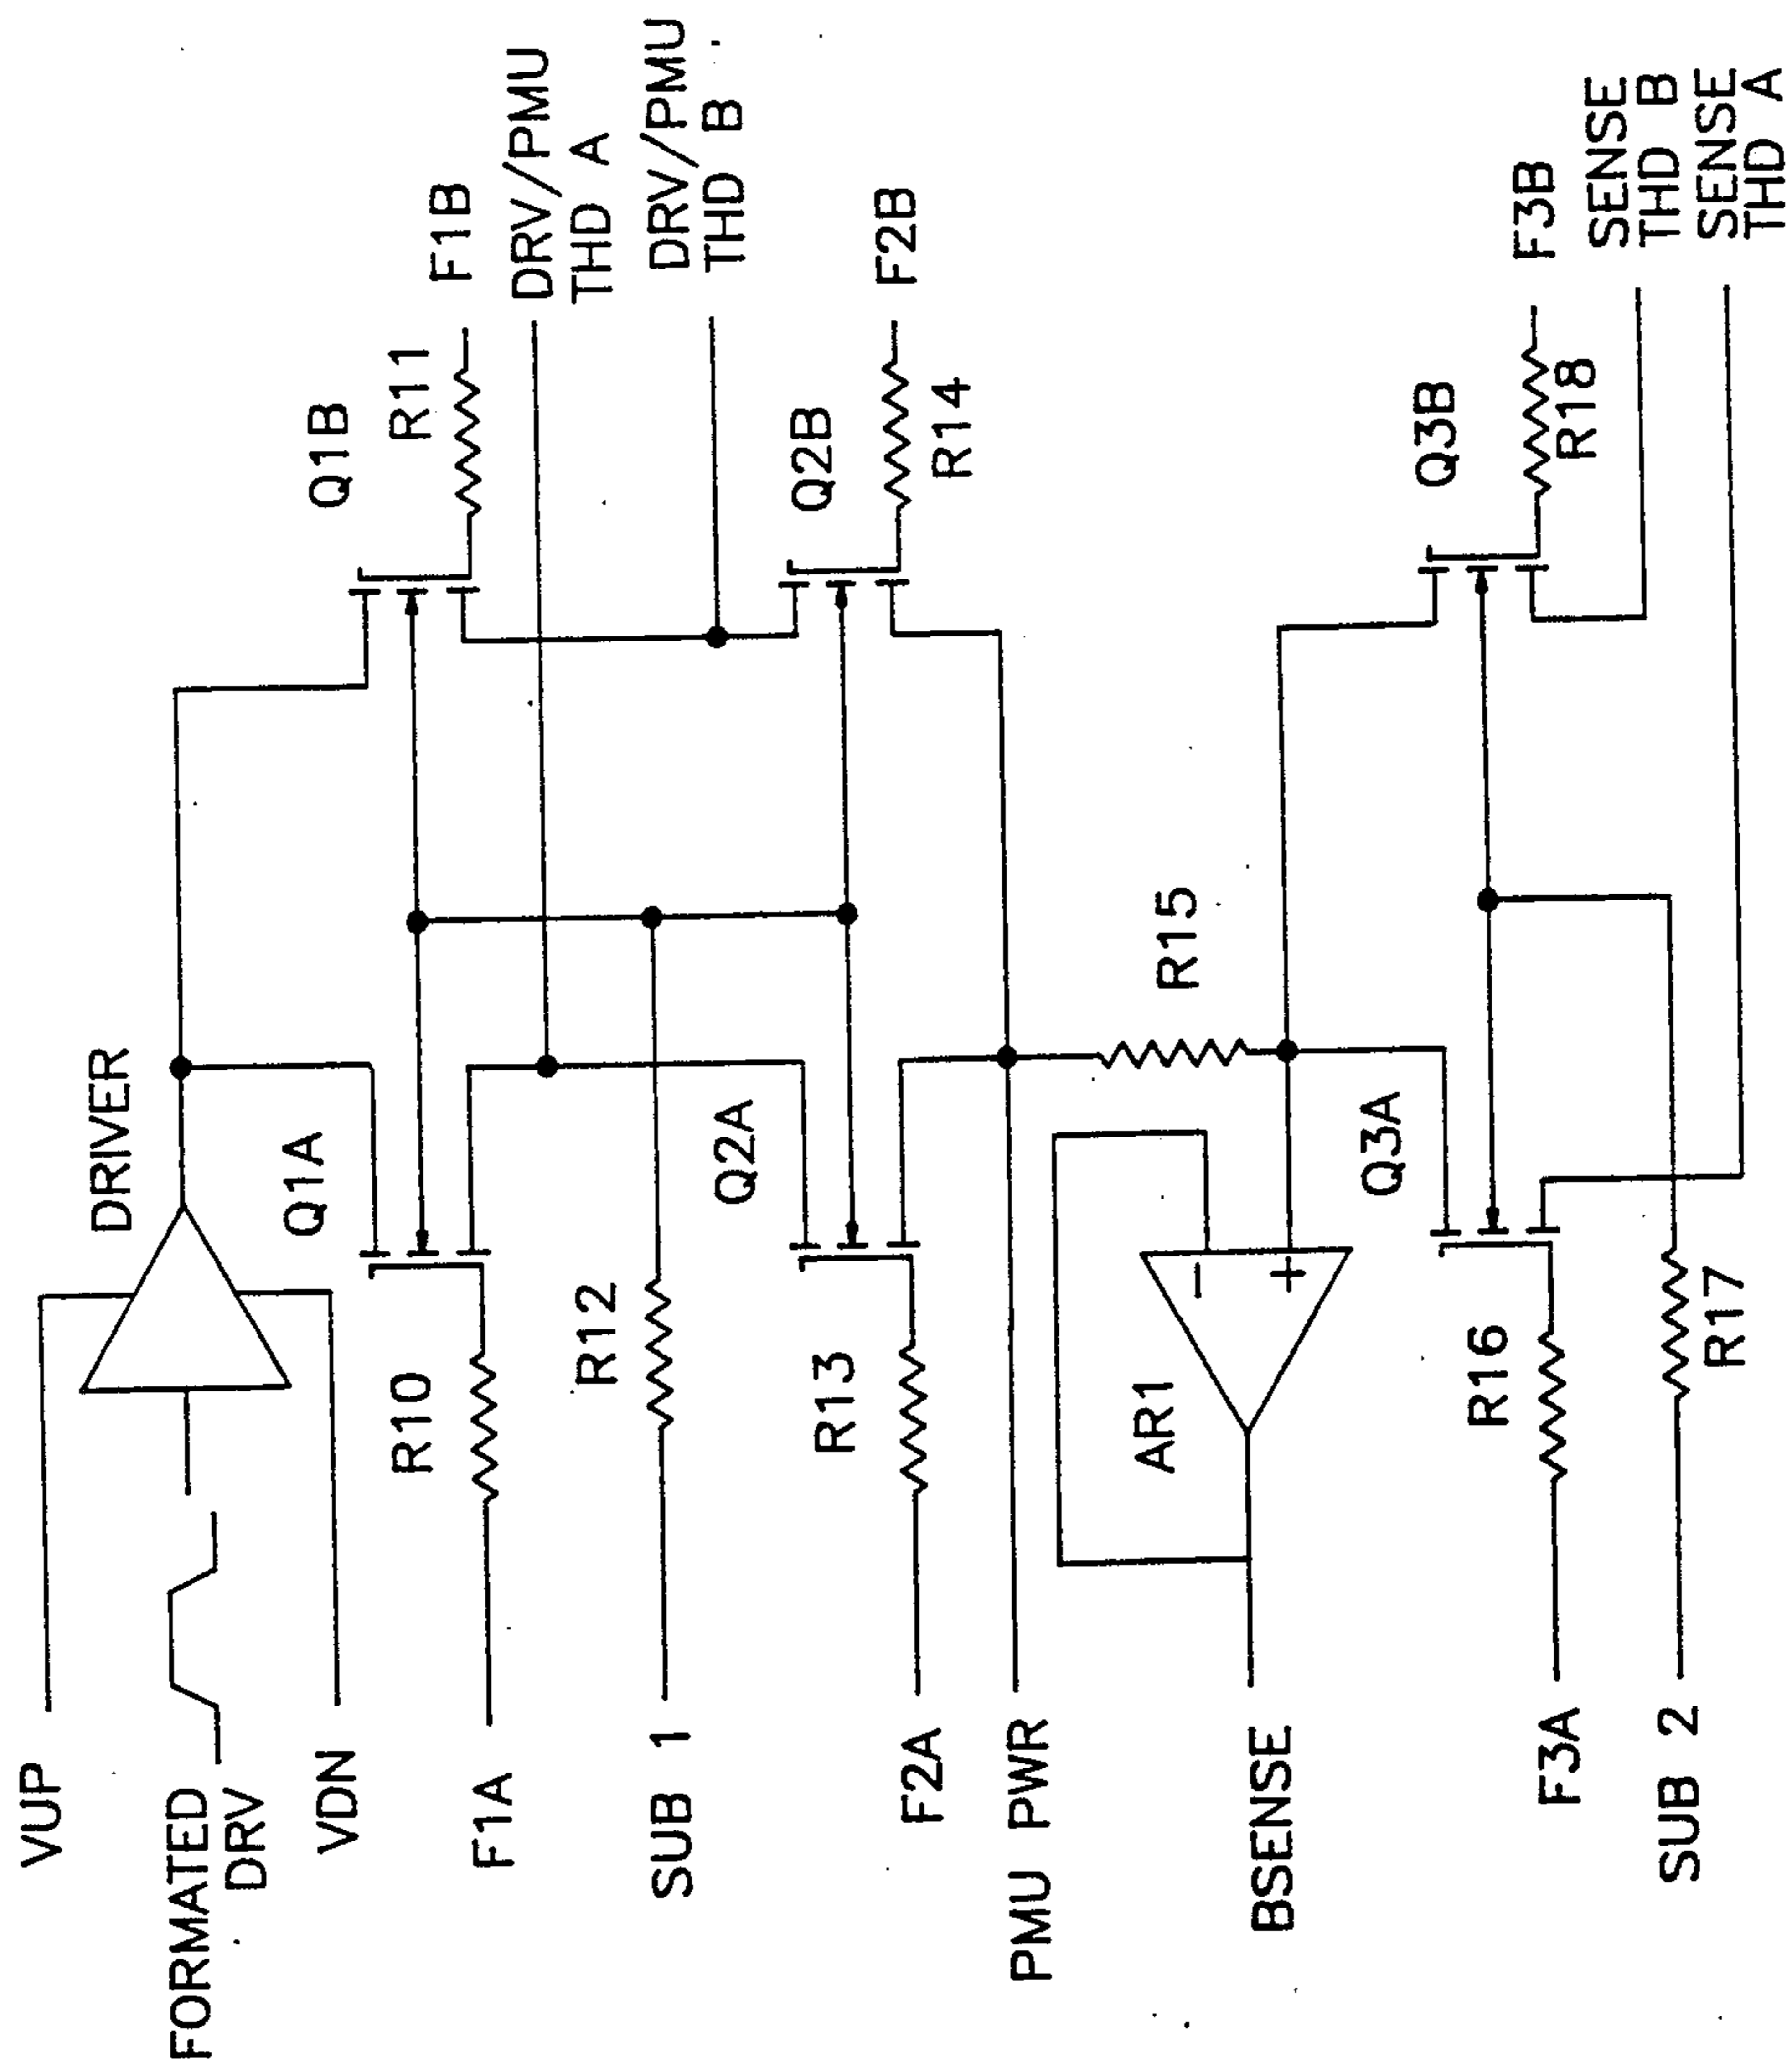 VUP
FORMATED
DRV
VDN
DRIVER
Q1A
R10
F1A
Q1B
R11
F1B
DRV/PMU
THD A
DRV/PMU
THD B
R12
SUB 1
Q2A
R13
F2A
Q2B
R14
F2B
PMU PWR
R15
AR1
−
+
BSENSE
Q3A
R16
F3A
Q3B
R18
F3B
SENSE
THD B
SENSE
THD A
R17
SUB 2